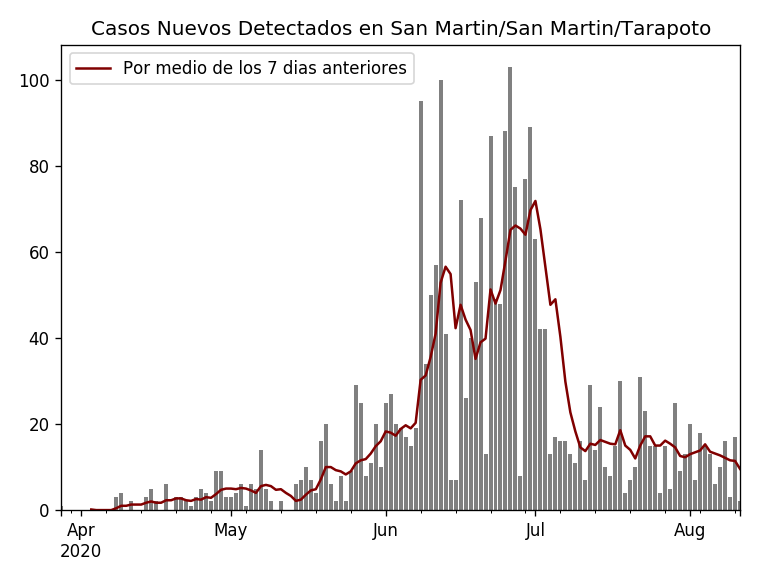 Casos Nuevos Detectados en San Martin/San Martin/Tarapoto
Por medio de los 7 dias anteriores
100
80
60
40
20
0
Apr May Jun Jul Aug
2020